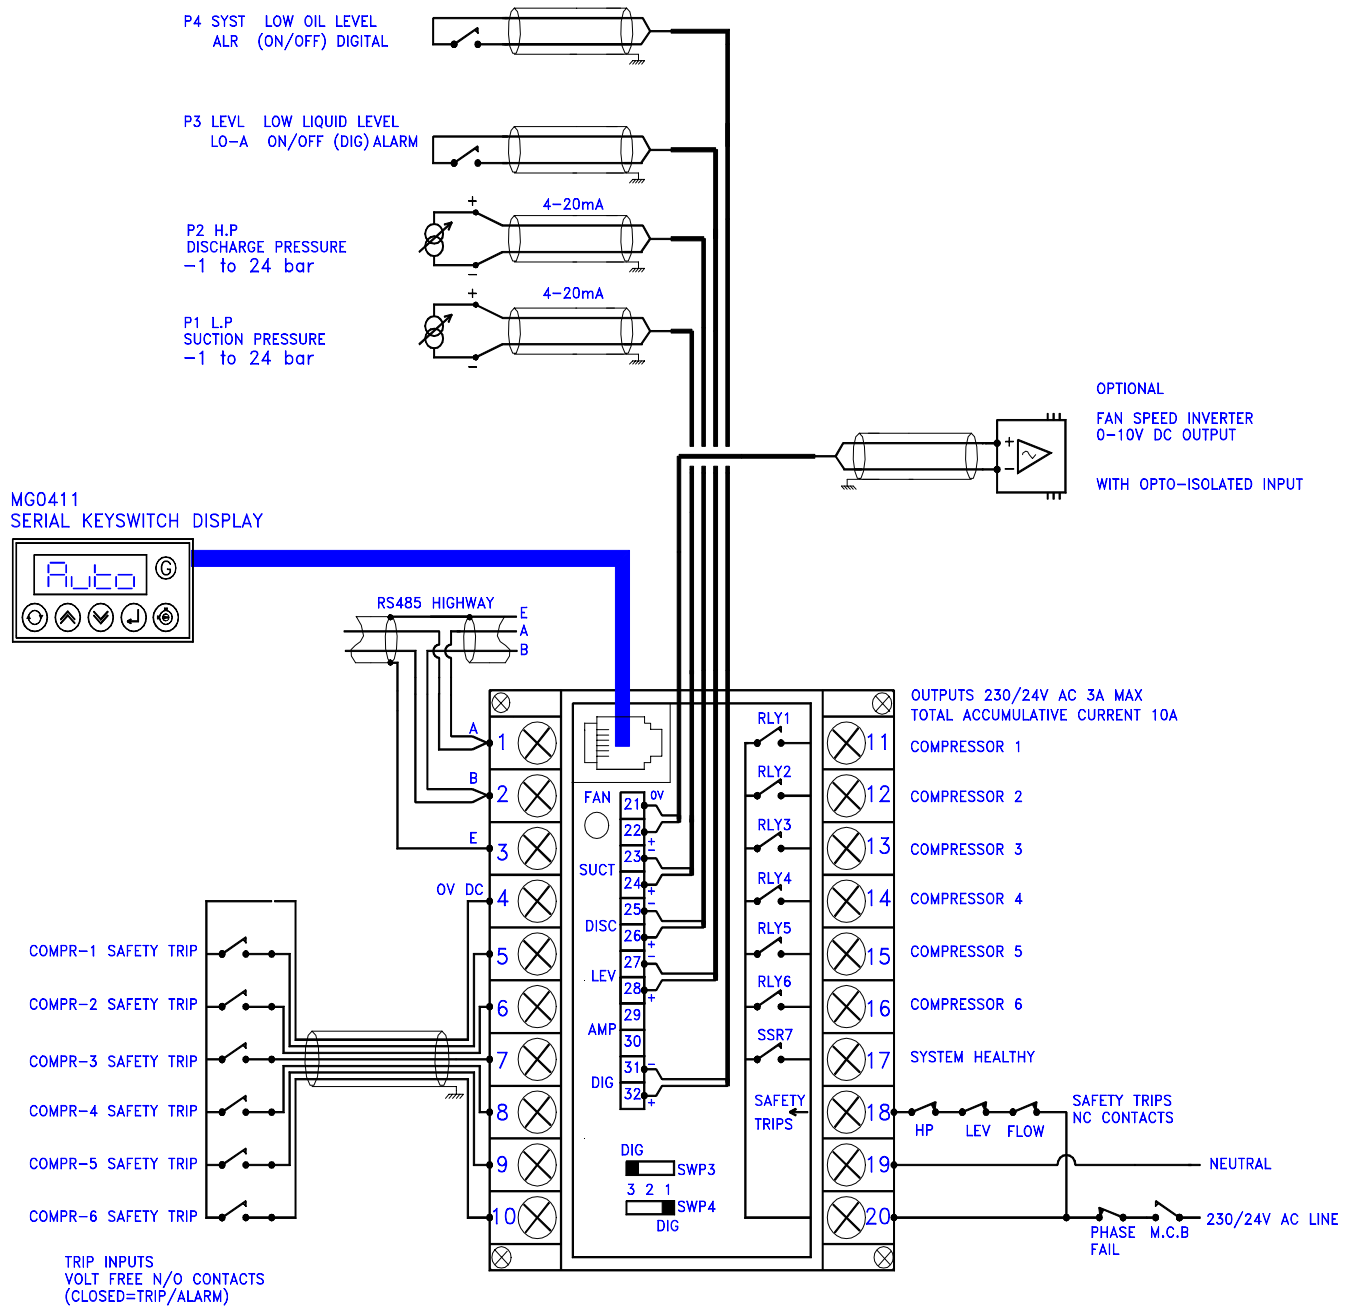 P4 SYST LOW OIL LEVEL
ALR (ON/OFF) DIGITAL
P3 LEVL LOW LIQUID LEVEL
LO-A ON/OFF (DIG) ALARM
+
4-20mA
P2 H.P
DISCHARGE PRESSURE
-1 to 24 bar
-
+
4-20mA
P1 L.P
SUCTION PRESSURE
-1 to 24 bar
-
OPTIONAL
FAN SPEED INVERTER
0-10V DC OUTPUT
+
-
WITH OPTO-ISOLATED INPUT
MG0411
SERIAL KEYSWITCH DISPLAY
Auto
G
RS485 HIGHWAY
E
A
B
OUTPUTS 230/24V AC 3A MAX
TOTAL ACCUMULATIVE CURRENT 10A
A
1
B
2
E
3
0V DC
4
5
6
7
8
9
10
FAN
SUCT
DISC
LEV
AMP
DIG
21 0V
22 +
23 -
24 +
25 -
26 +
27 -
28 +
29
30
31 -
32 +
RLY1
RLY2
RLY3
RLY4
RLY5
RLY6
SSR7
SAFETY
TRIPS
11 COMPRESSOR 1
12 COMPRESSOR 2
13 COMPRESSOR 3
14 COMPRESSOR 4
15 COMPRESSOR 5
16 COMPRESSOR 6
17 SYSTEM HEALTHY
18
HP LEV FLOW
SAFETY TRIPS
NC CONTACTS
19 NEUTRAL
20 230/24V AC LINE
PHASE
FAIL
M.C.B
DIG
SWP3
3 2 1
SWP4
DIG
COMPR-1 SAFETY TRIP
COMPR-2 SAFETY TRIP
COMPR-3 SAFETY TRIP
COMPR-4 SAFETY TRIP
COMPR-5 SAFETY TRIP
COMPR-6 SAFETY TRIP
TRIP INPUTS
VOLT FREE N/O CONTACTS
(CLOSED=TRIP/ALARM)